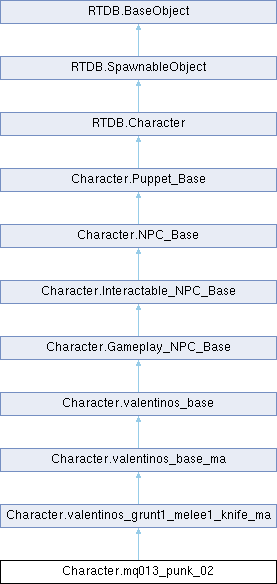 RTDB.BaseObject
RTDB.SpawnableObject
RTDB.Character
Character.Puppet_Base
Character.NPC_Base
Character.Interactable_NPC_Base
Character.Gameplay_NPC_Base
Character.valentinos_base
Character.valentinos_base_ma
Character.valentinos_grunt1_melee1_knife_ma
Character.mq013_punk_02